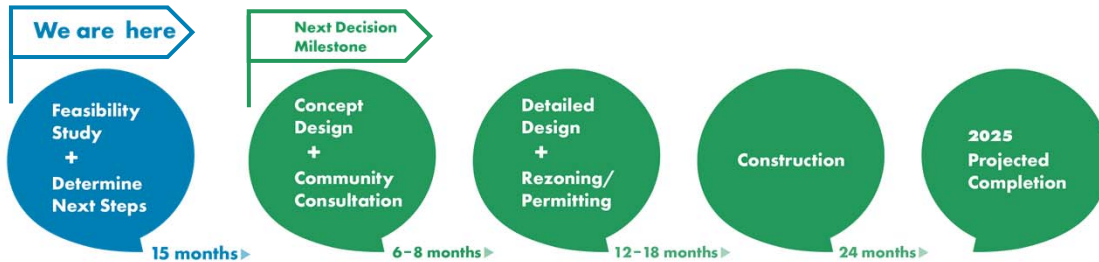 We are here
Next Decision
Milestone
Feasibility
Study
+
Determine
Next Steps
15 months
Concept
Design
+
Community
Consultation
6–8 months
Detailed
Design
+
Rezoning/
Permitting
12–18 months
Construction
24 months
2025
Projected
Completion